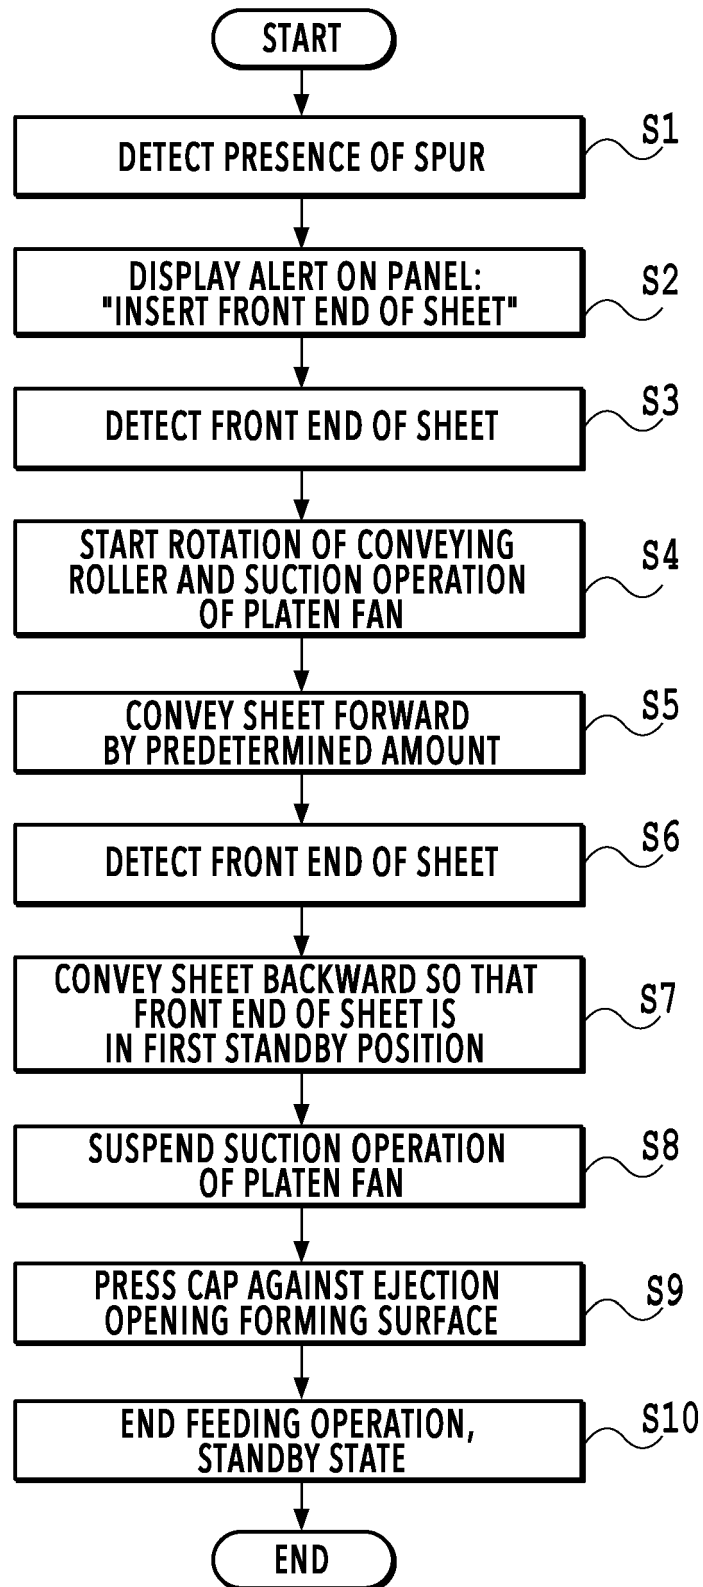 START
DETECT PRESENCE OF SPUR
S1
DISPLAY ALERT ON PANEL:
"INSERT FRONT END OF SHEET"
S2
DETECT FRONT END OF SHEET
S3
START ROTATION OF CONVEYING
ROLLER AND SUCTION OPERATION
OF PLATEN FAN
S4
CONVEY SHEET FORWARD
BY PREDETERMINED AMOUNT
S5
DETECT FRONT END OF SHEET
S6
CONVEY SHEET BACKWARD SO THAT
FRONT END OF SHEET IS
IN FIRST STANDBY POSITION
S7
SUSPEND SUCTION OPERATION
OF PLATEN FAN
S8
PRESS CAP AGAINST EJECTION
OPENING FORMING SURFACE
S9
END FEEDING OPERATION,
STANDBY STATE
S10
END